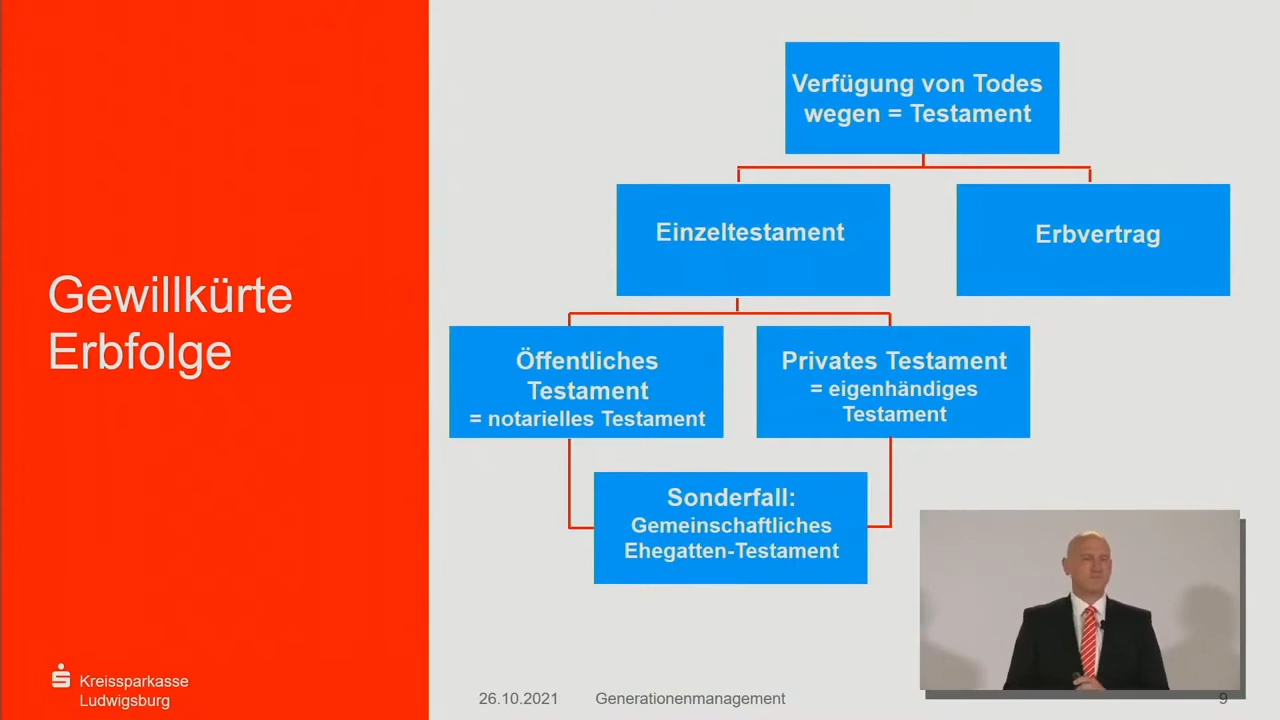 Gewillkürte
Erbfolge
Verfügung von Todes
wegen = Testament
Einzeltestament
Erbvertrag
Öffentliches
Testament
= notarielles Testament
Privates Testament
= eigenhändiges
Testament
Sonderfall:
Gemeinschaftliches
Ehegatten-Testament
Kreissparkasse
Ludwigsburg
26.10.2021 Generationenmanagement 9